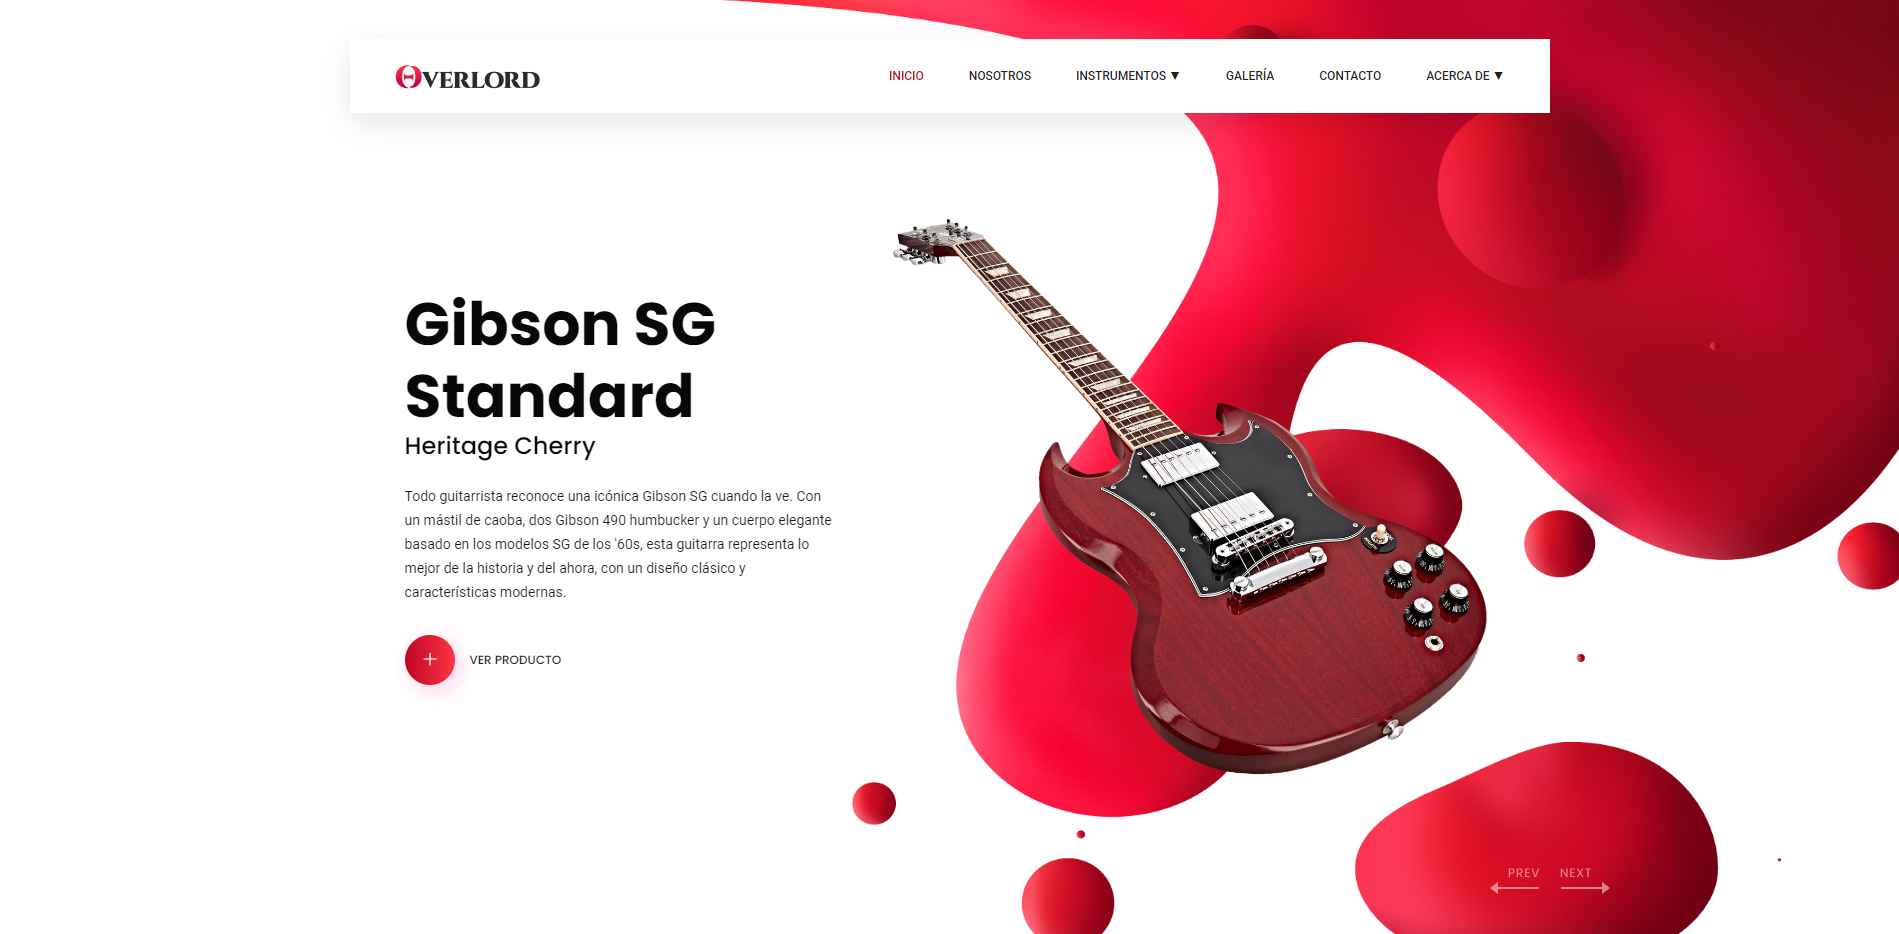 OVERLORD
INICIO NOSOTROS INSTRUMENTOS ▼ GALERÍA CONTACTO ACERCA DE ▼
Gibson SG
Standard
Heritage Cherry
Todo guitarrista reconoce una icónica Gibson SG cuando la ve. Con
un mástil de caoba, dos Gibson 490 humbucker y un cuerpo elegante
basado en los modelos SG de los '60s, esta guitarra representa lo
mejor de la historia y del ahora, con un diseño clásico y
características modernas.
+ VER PRODUCTO
PREV NEXT